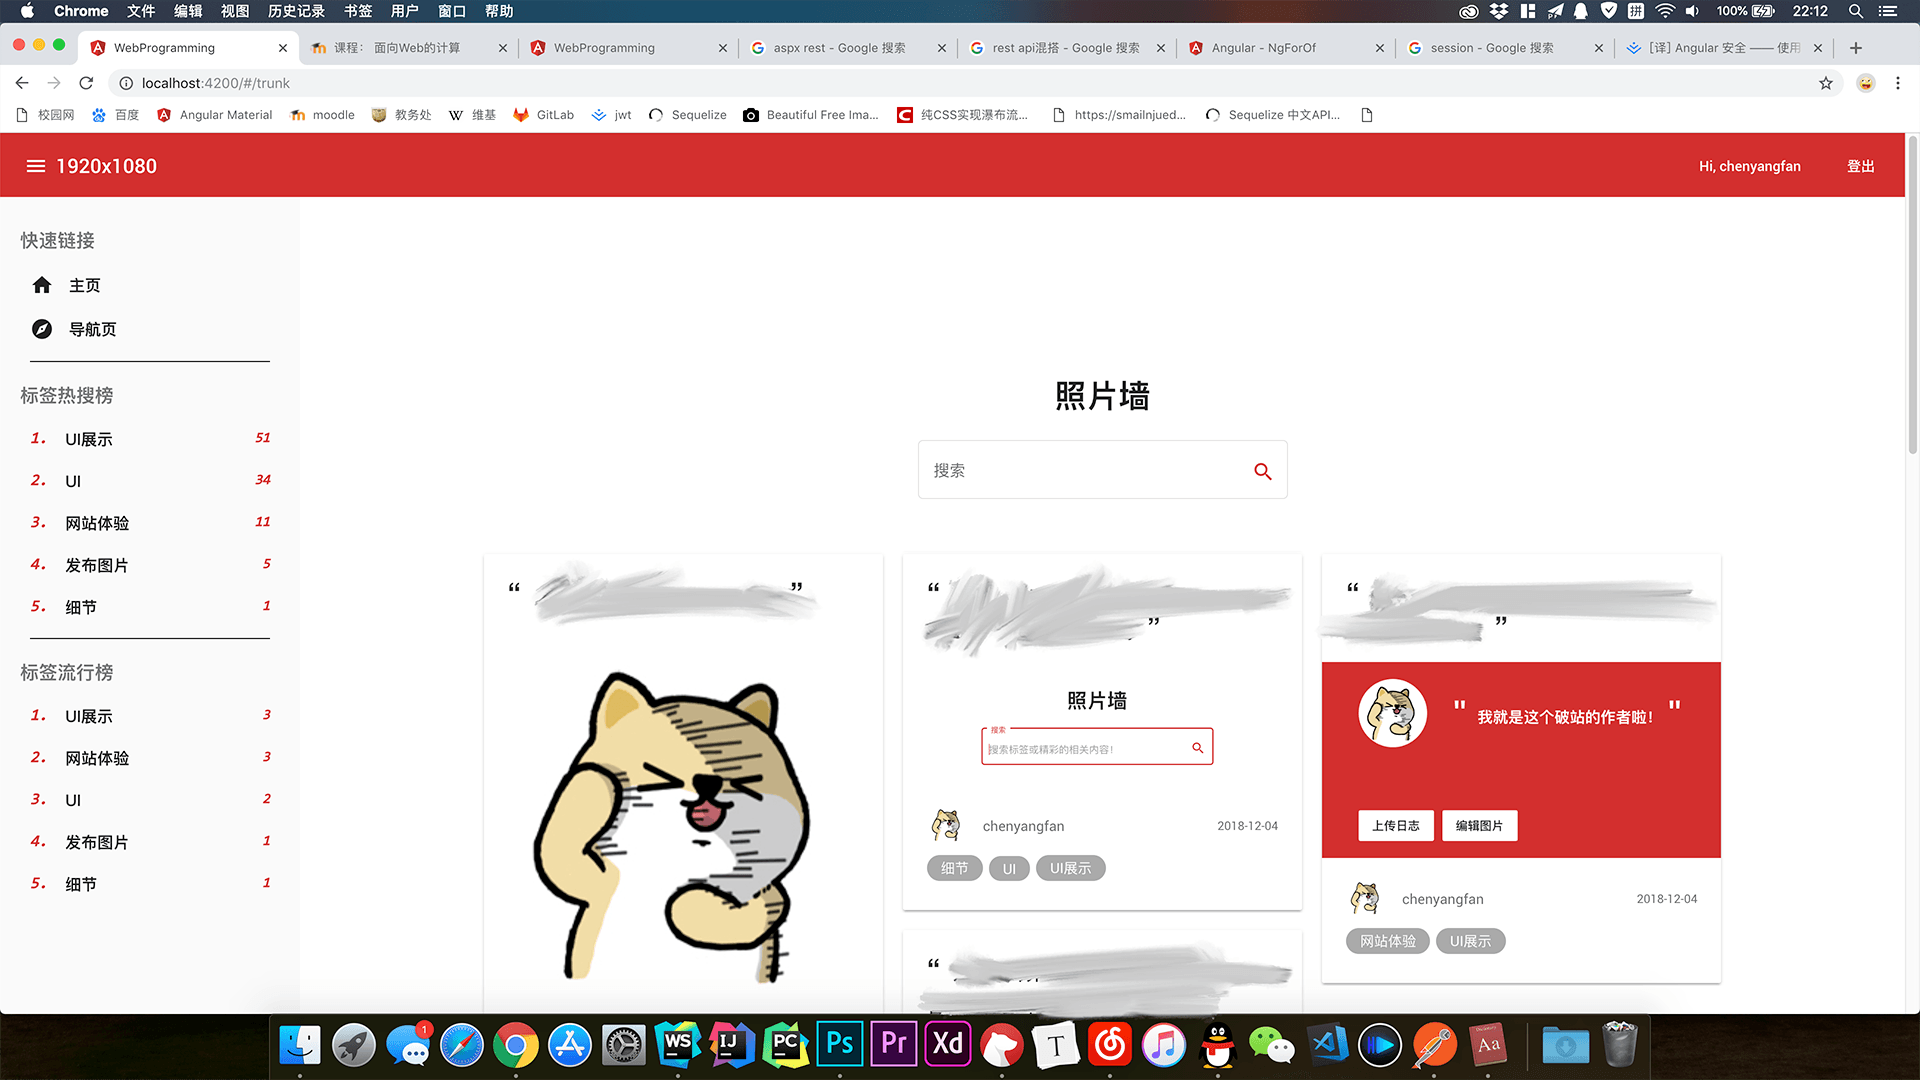 Chrome 文件 编辑 视图 历史记录 书签 用户 窗口 帮助 100% 22:12
WebProgramming 课程: 面向Web的计算 WebProgramming aspx rest - Google 搜索 rest api混搭 - Google 搜索 Angular - NgForOf session - Google 搜索 [译] Angular 安全 —— 使用
localhost:4200/#/trunk
校园网 百度 Angular Material moodle 教务处 维基 GitLab jwt Sequelize Beautiful Free Ima... 纯CSS实现瀑布流... https://smailnjued... Sequelize 中文API...
1920x1080 Hi, chenyangfan 登出
快速链接
主页
导航页
标签热搜榜
1. UI展示 51
2. UI 34
3. 网站体验 11
4. 发布图片 5
5. 细节 1
标签流行榜
1. UI展示 3
2. 网站体验 3
3. UI 2
4. 发布图片 1
5. 细节 1
照片墙
搜索
“ ”
“ ”
照片墙
搜索
搜索标签或精彩的相关内容!
chenyangfan 2018-12-04
细节 UI UI展示
“
“ ”
" 我就是这个破站的作者啦! "
上传日志 编辑图片
chenyangfan 2018-12-04
网站体验 UI展示
1 WS IJ PC Ps Pr Xd T Aa